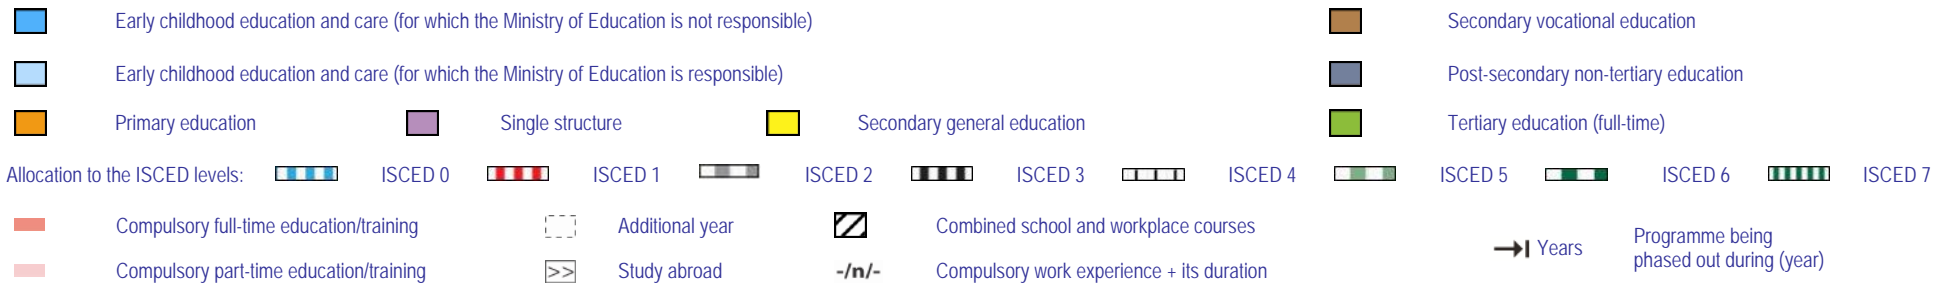 Early childhood education and care (for which the Ministry of Education is not responsible)
Secondary vocational education
Early childhood education and care (for which the Ministry of Education is responsible)
Post-secondary non-tertiary education
Primary education
Single structure
Secondary general education
Tertiary education (full-time)
Allocation to the ISCED levels:
ISCED 0
ISCED 1
ISCED 2
ISCED 3
ISCED 4
ISCED 5
ISCED 6
ISCED 7
Compulsory full-time education/training
Additional year
Combined school and workplace courses
Years
Programme being
phased out during (year)
Compulsory part-time education/training
>>
Study abroad
-/n/-
Compulsory work experience + its duration